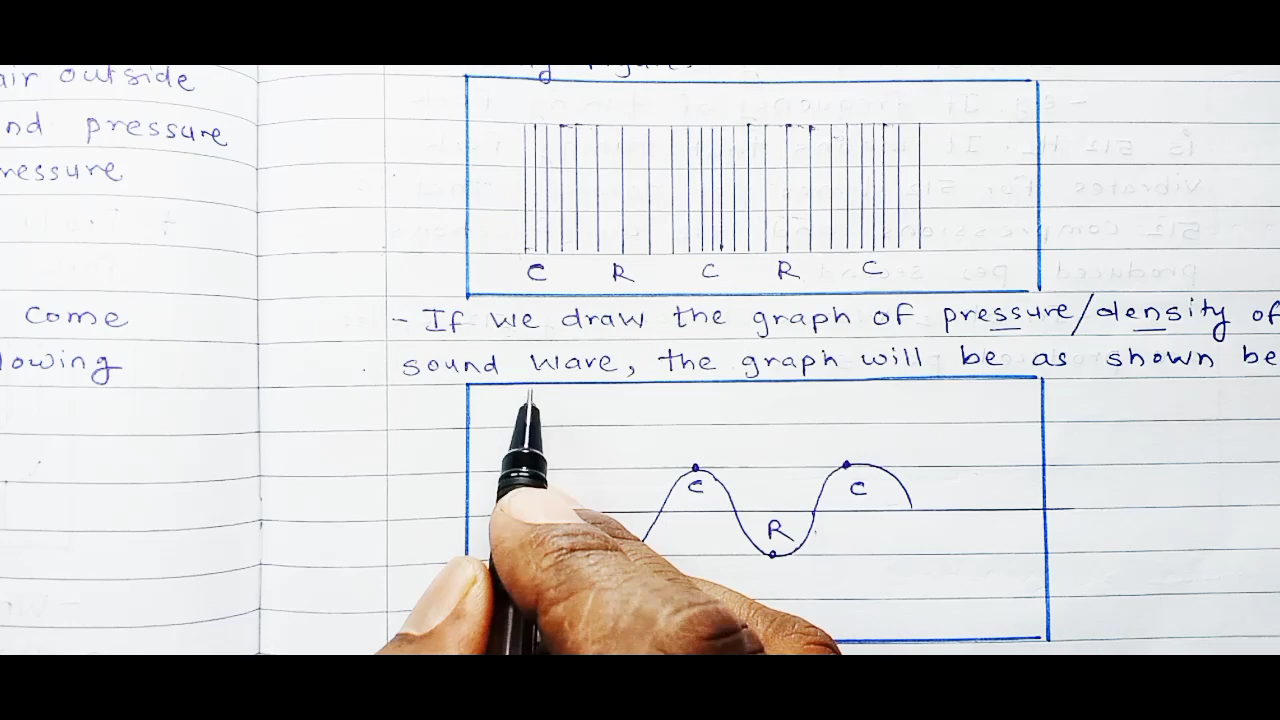 air outside
nd pressure
ressure
come
lowing
C R C R C
- If we draw the graph of pressure/density of
sound wave, the graph will be as shown be
C C
R